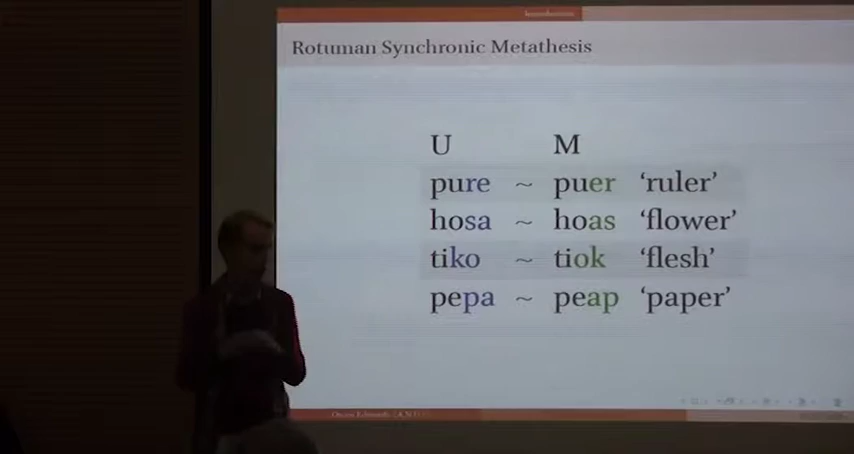 Rotuman Synchronic Metathesis
U M
pure ~ puer ‘ruler’
hosa ~ hoas ‘flower’
tiko ~ tiok ‘flesh’
pepa ~ peap ‘paper’